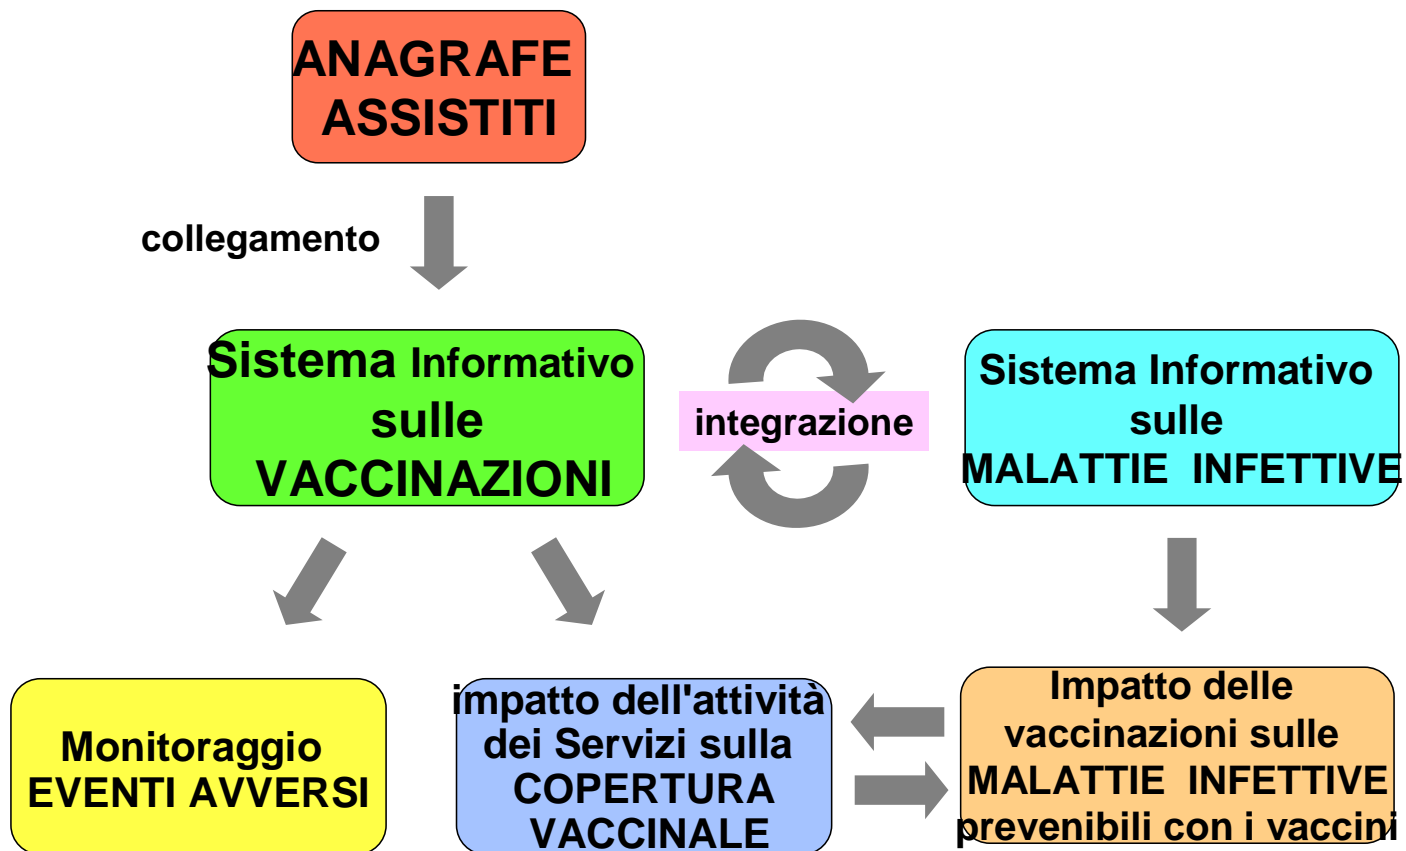 ANAGRAFE
ASSISTITI
collegamento
Sistema Informativo
sulle
VACCINAZIONI
integrazione
Sistema Informativo
sulle
MALATTIE INFETTIVE
Monitoraggio
EVENTI AVVERSI
impatto dell'attività
dei Servizi sulla
COPERTURA
VACCINALE
Impatto delle
vaccinazioni sulle
MALATTIE INFETTIVE
prevenibili con i vaccini